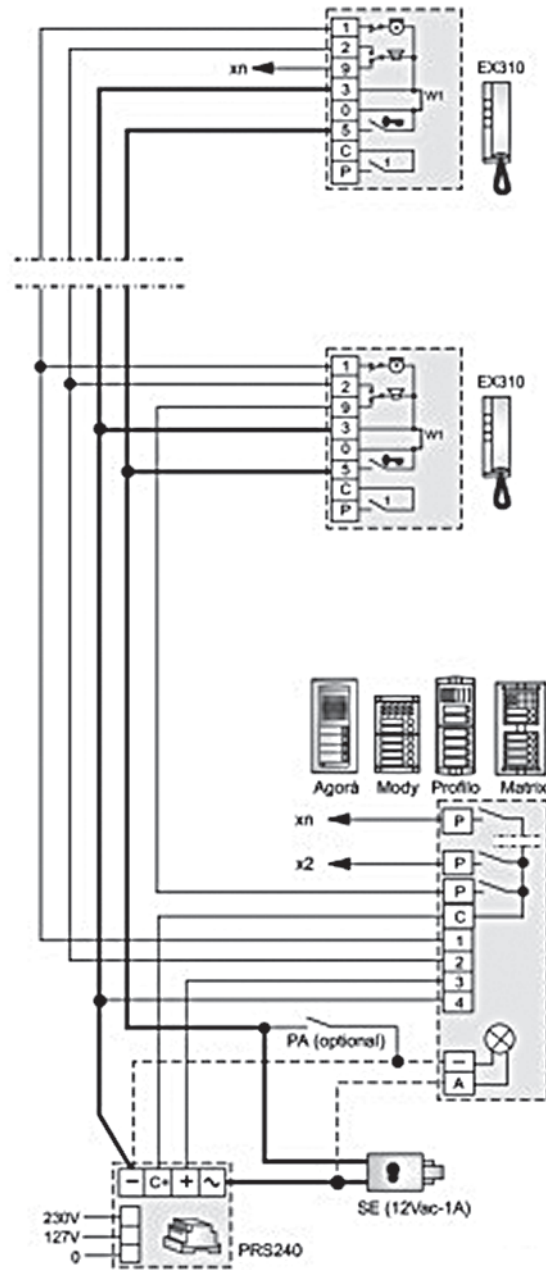 1
2
xn
9
EX310
3
W1
0
5
C
1
P
1
2
9
EX310
3
W1
0
5
C
1
P
Agorà Mody Profilo Matrix
xn
P
x2
P
P
C
1
2
3
4
PA (optional)
–
A
– C+ + ~
SE (12Vac-1A)
230V
127V
0
PRS240